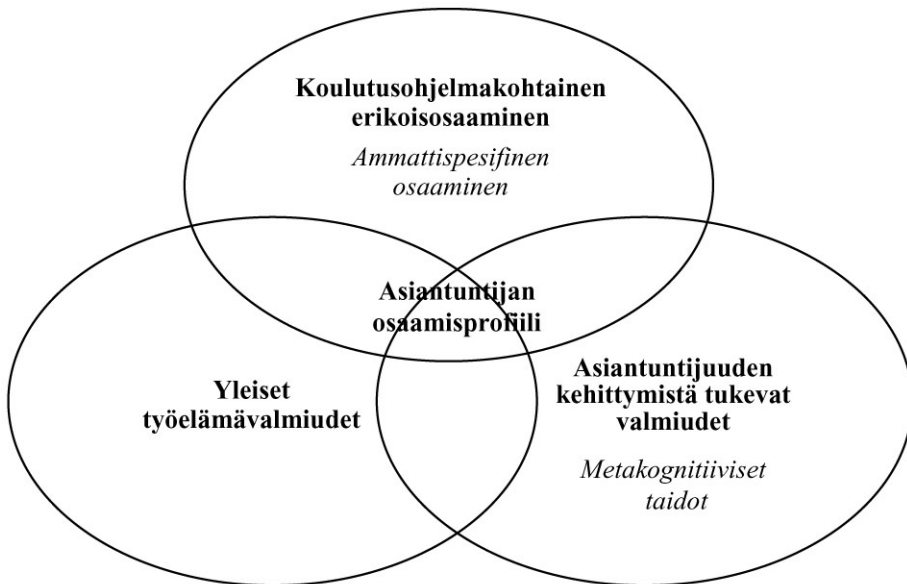 Koulutusohjelmakohtainen
erikoisosaaminen
Ammattispesifinen
osaaminen
Asiantuntijan
osaamisprofiili
Yleiset
työelämävalmiudet
Asiantuntijuuden
kehittymistä tukevat
valmiudet
Metakognitiiviset
taidot